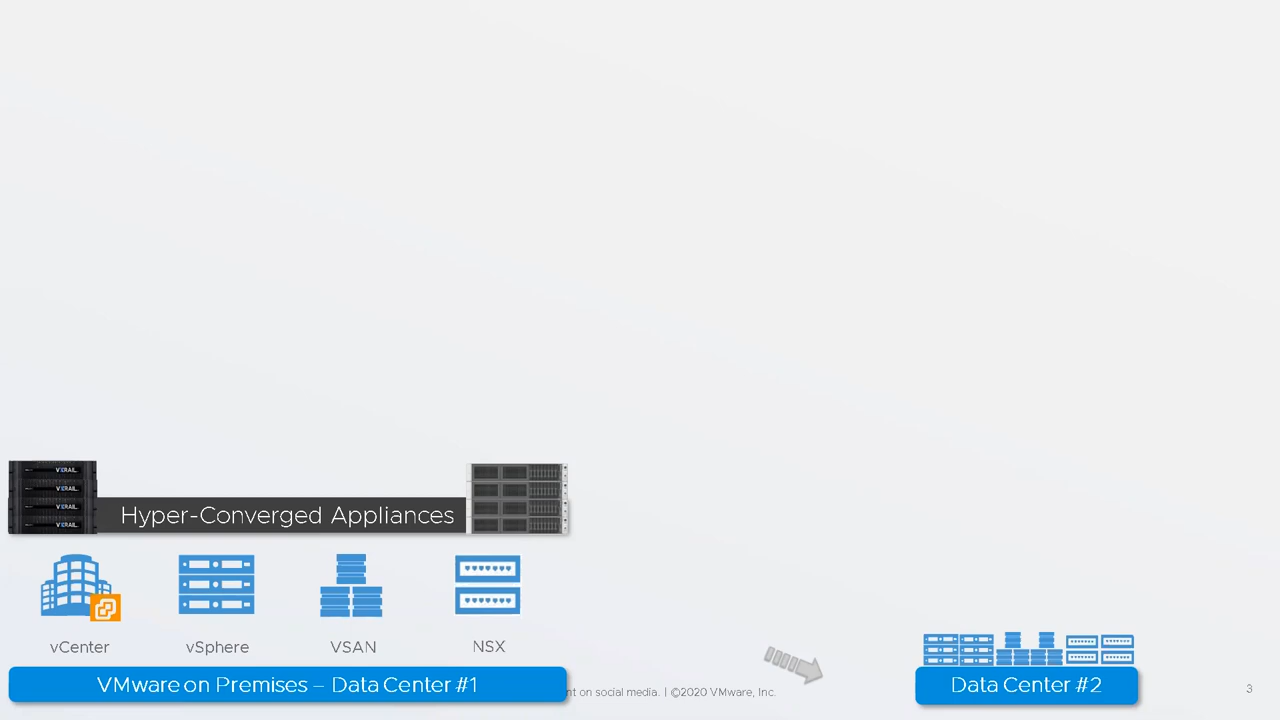 VXRAIL
VXRAIL
VXRAIL
VXRAIL
Hyper-Converged Appliances
vCenter
vSphere
VSAN
NSX
VMware on Premises – Data Center #1
nt on social media. | ©2020 VMware, Inc.
Data Center #2
3